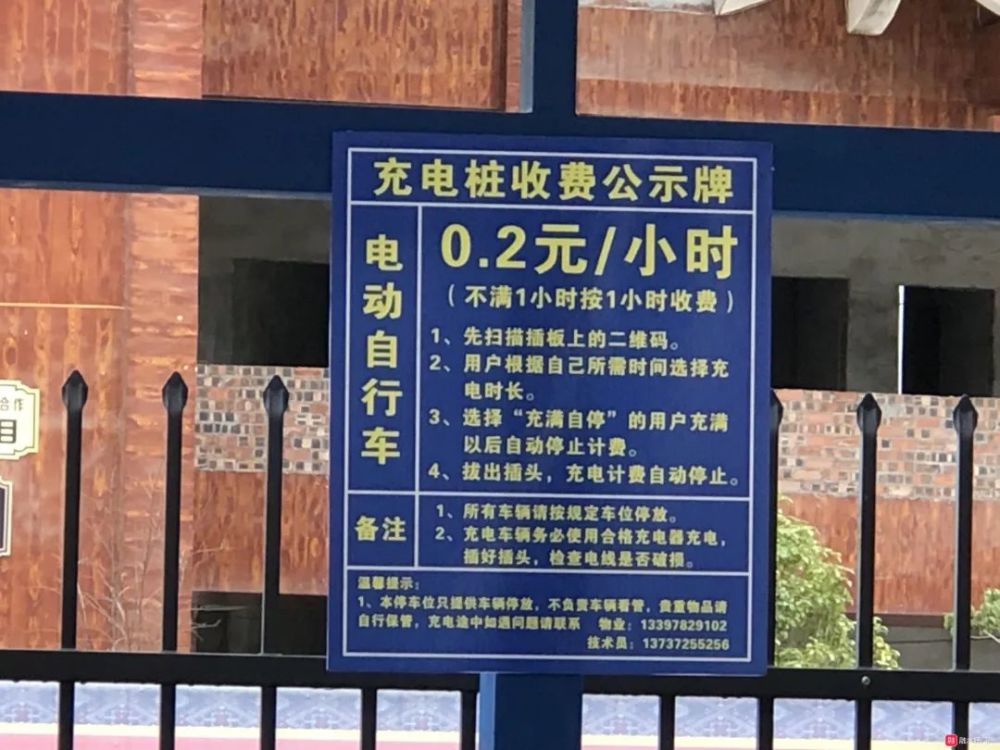 充电桩收费公示牌
电动自行车
0.2元/小时
（不满1小时按1小时收费）
1、先扫描插板上的二维码。
2、用户根据自己所需时间选择充
电时长。
3、选择“充满自停”的用户充满
以后自动停止计费。
4、拔出插头，充电计费自动停止。
备注
1、所有车辆请按规定车位停放。
2、充电车辆务必使用合格充电器充电，
插好插头，检查电线是否破损。
温馨提示：
1、本停车位只提供车辆停放，不负责车辆看管，贵重物品请
自行保管，充电途中如遇问题请联系 物业：13397829102
技术员：13737255256
合作
目